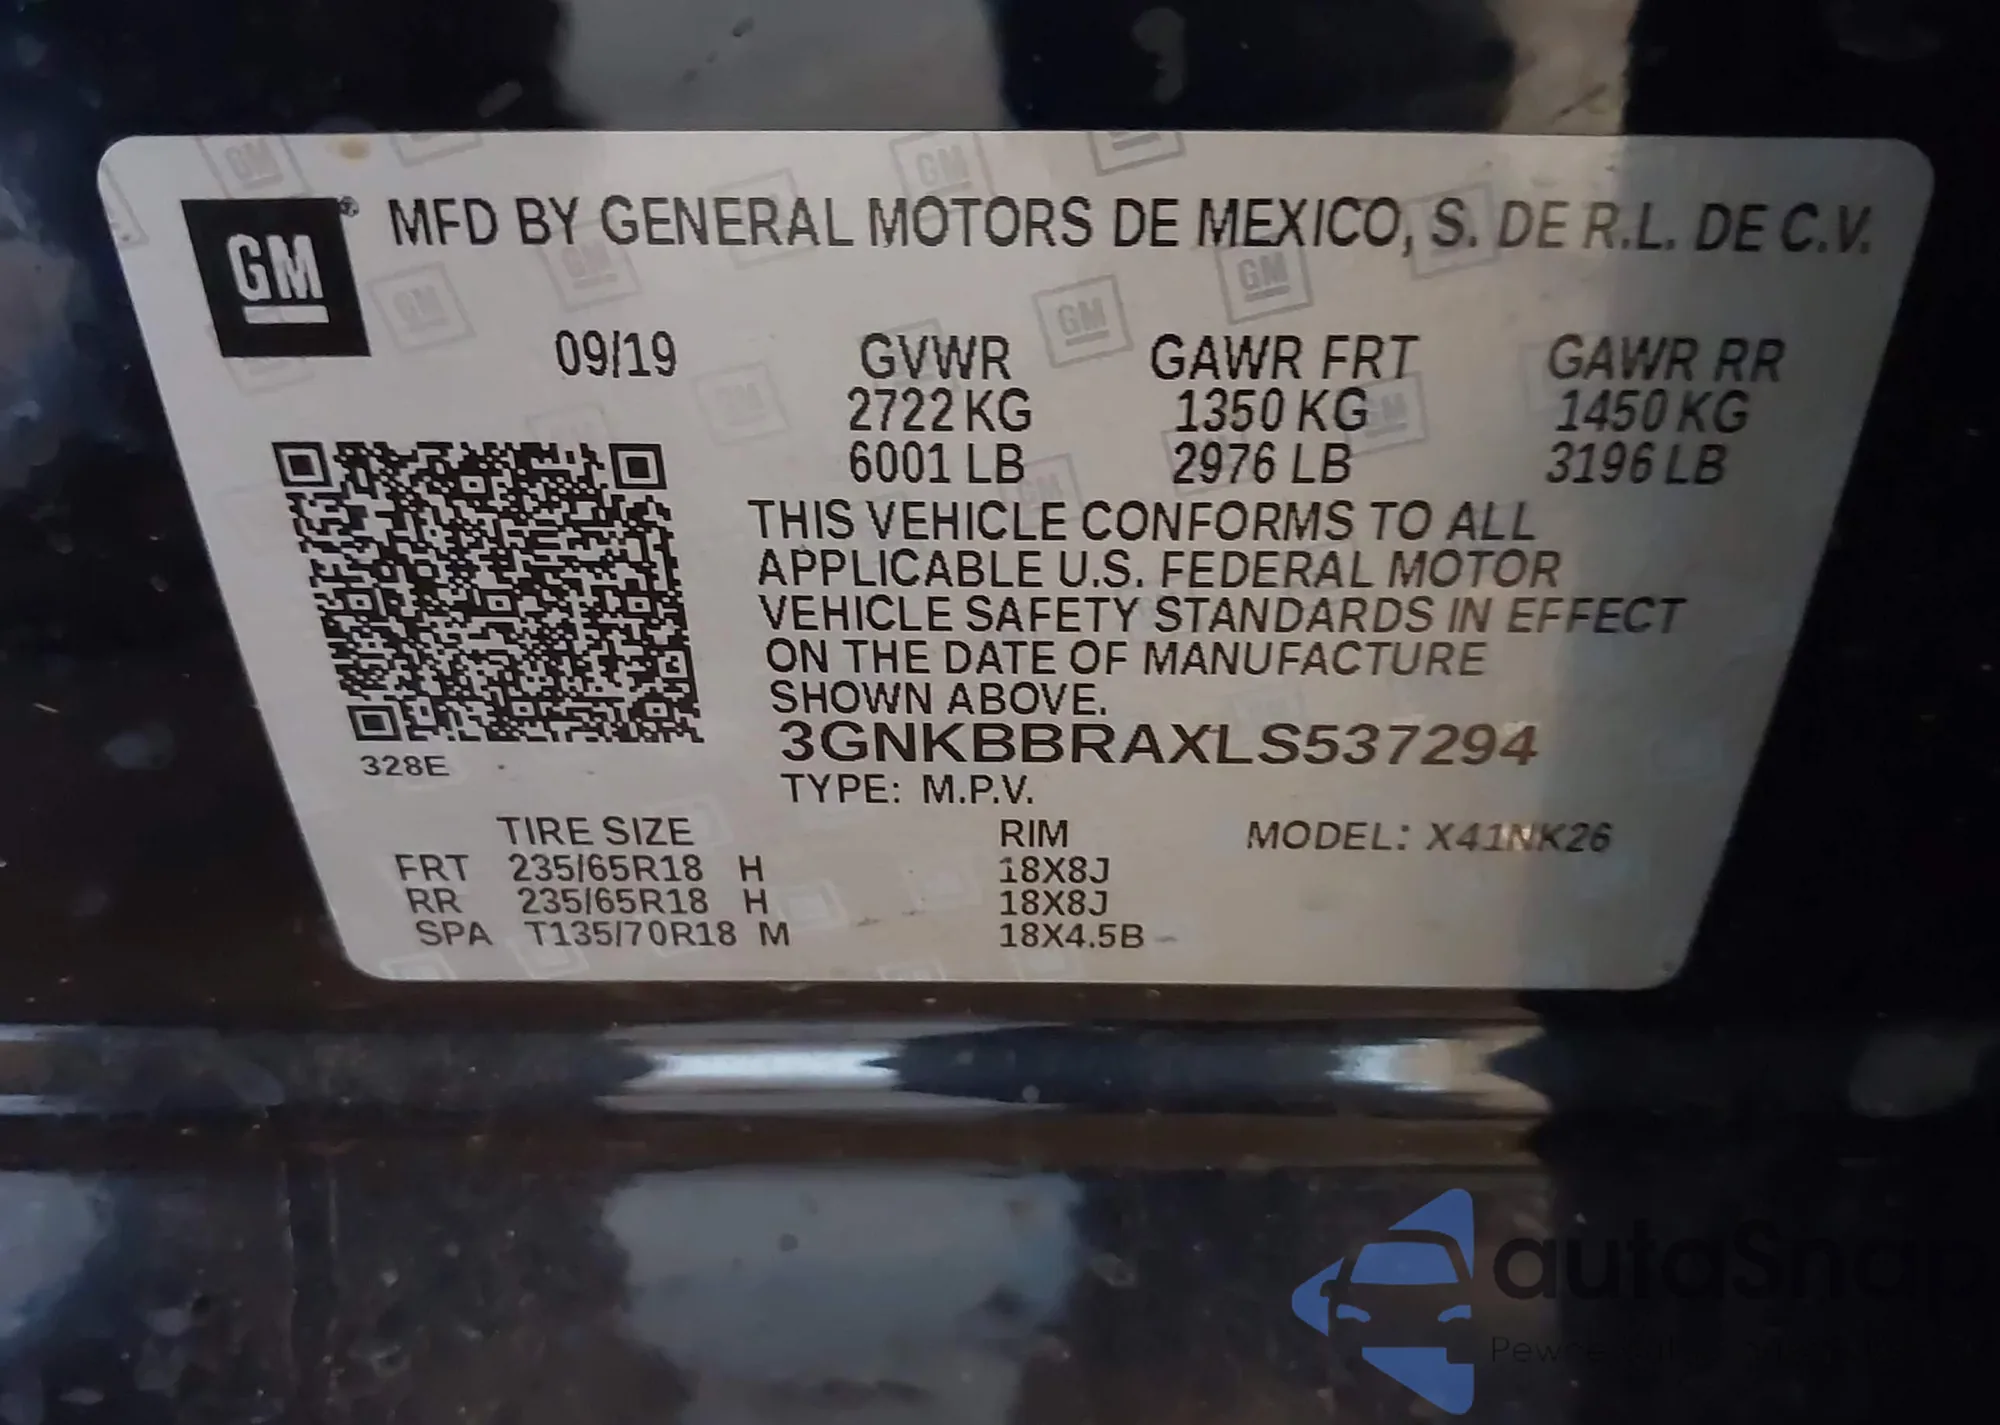 GM ® MFD BY GENERAL MOTORS DE MEXICO, S. DE R.L. DE C.V.
09/19 GVWR GAWR FRT GAWR RR
2722 KG 1350 KG 1450 KG
6001 LB 2976 LB 3196 LB
THIS VEHICLE CONFORMS TO ALL
APPLICABLE U.S. FEDERAL MOTOR
VEHICLE SAFETY STANDARDS IN EFFECT
ON THE DATE OF MANUFACTURE
SHOWN ABOVE.
3GNKBBRAXLS537294
328E
TYPE: M.P.V.
TIRE SIZE RIM MODEL: X41NK26
FRT 235/65R18 H 18X8J
RR 235/65R18 H 18X8J
SPA T135/70R18 M 18X4.5B
autoSnap